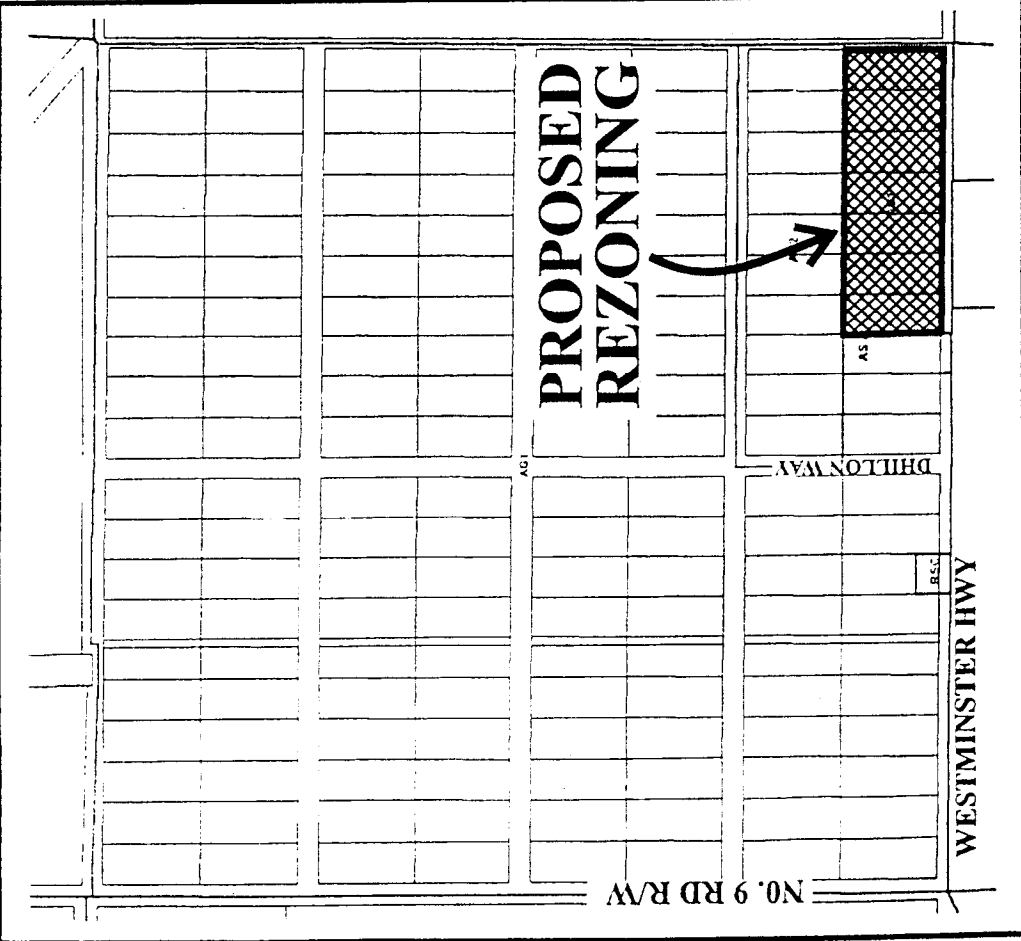 PROPOSED
REZONING
AS
AG1
DHILLON WAY
WESTMINSTER HWY
NO. 9 RD R/W